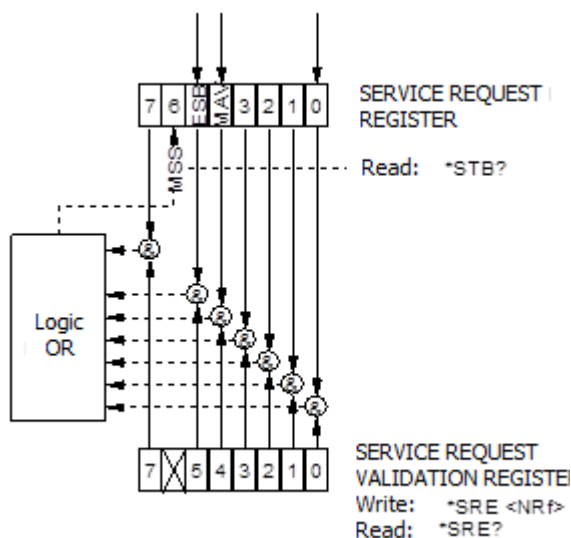 7 6 ESB MAV 3 2 1 0
SERVICE REQUEST
REGISTER
MSS
Read: *STB?
&
Logic
OR
&
&
&
&
&
&
7 5 4 3 2 1 0
SERVICE REQUEST
VALIDATION REGISTE
Write: *SRE <NRf>
Read: *SRE?